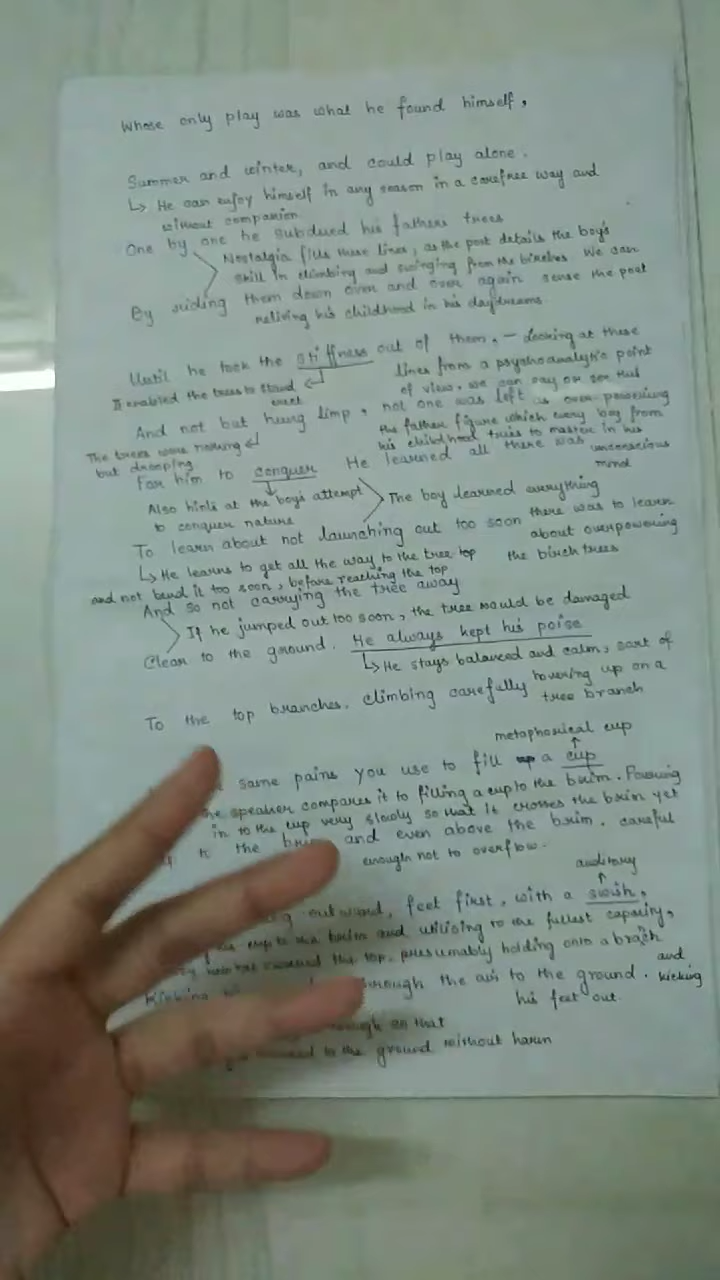 Whose only play was what he found himself,
Summer and winter, and could play alone.
↳ He can enjoy himself in any season in a carefree way and
without companion
One by one he subdued his fathers trees
Nostalgia fills these lines, as the poet details the boy's
skill in climbing and swinging from the birches. We can
By riding them down over and over again sense the poet
reliving his childhood in his daydreams.
Until he took the stiffness out of them, — Looking at these
It enabled the trees to stand lines from a psychoanalytic point
erect of view, we can say or see that
And not but hung limp, not one was left as over powering
The trees were nothing the father figure which every boy from
but drooping his childhood tries to master in his
For him to conquer He learned all there was unconscious
mind
Also hints at the boy's attempt The boy learned everything
to conquer nature there was to learn
To learn about not launching out too soon about overpowering
↳ He learns to get all the way to the tree top the birch trees
and not bend it too soon, before reaching the top
And so not carrying the tree away
If he jumped out too soon, the tree would be damaged
Clear to the ground. He always kept his poise
↳ He stays balanced and calm, sort of
hovering up on a
To the top branches, climbing carefully tree branch
metaphorical cup
same pains you use to fill a cup
speaker compares it to filling a cup to the brim. Pouring
in to the cup very slowly so that it crosses the brim yet
to the and even above the brim. careful
enough not to overflow.
auditory
outward, feet first, with a swish,
and utilising to the fullest capacity,
the top, presumably holding onto a brach
and
Kicking through the air to the ground. kicking
his feet out.
so that
to the ground without harm